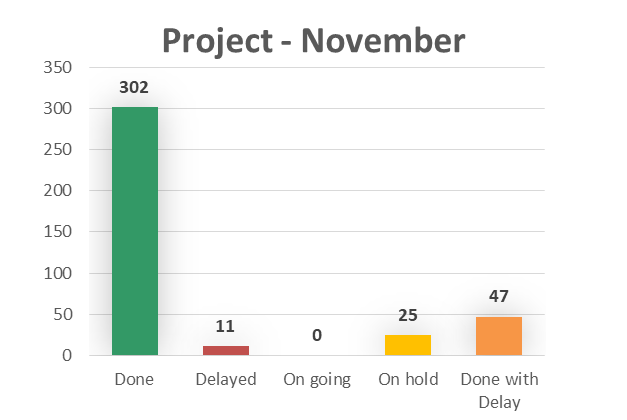 Project - November
350
300
250
200
150
100
50
0
302
11
0
25
47
Done
Delayed
On going
On hold
Done with
Delay